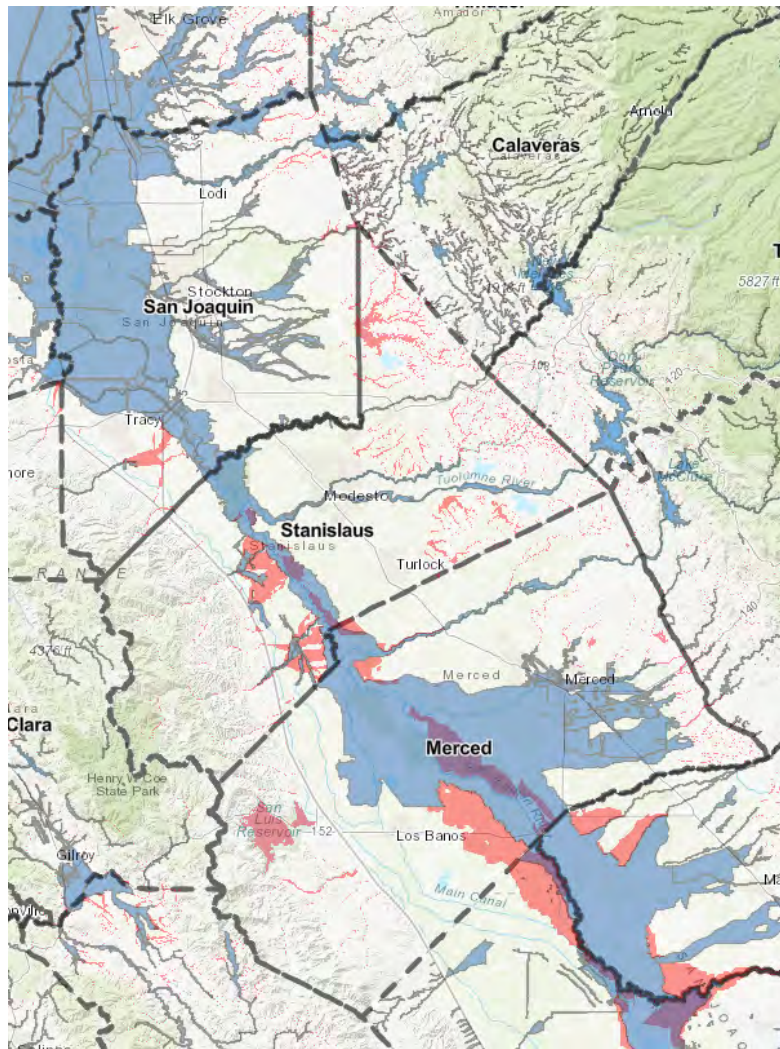 Elk Grove
Amador
Arnold
Calaveras
Calaveras
Lodi
5827 ft
Stockton
San Joaquin
San Joaquin
108
Don
Pedro
Reservoir
420
Tracy
Lake
McClure
Tuolumne River
Modesto
Stanislaus
Stanislaus
Turlock
RANGE
140
4376 ft
Merced
Merced
Clara
Merced
Henry W Coe
State Park
San
Luis
Reservoir
152
Los Banos
Gilroy
Main Canal